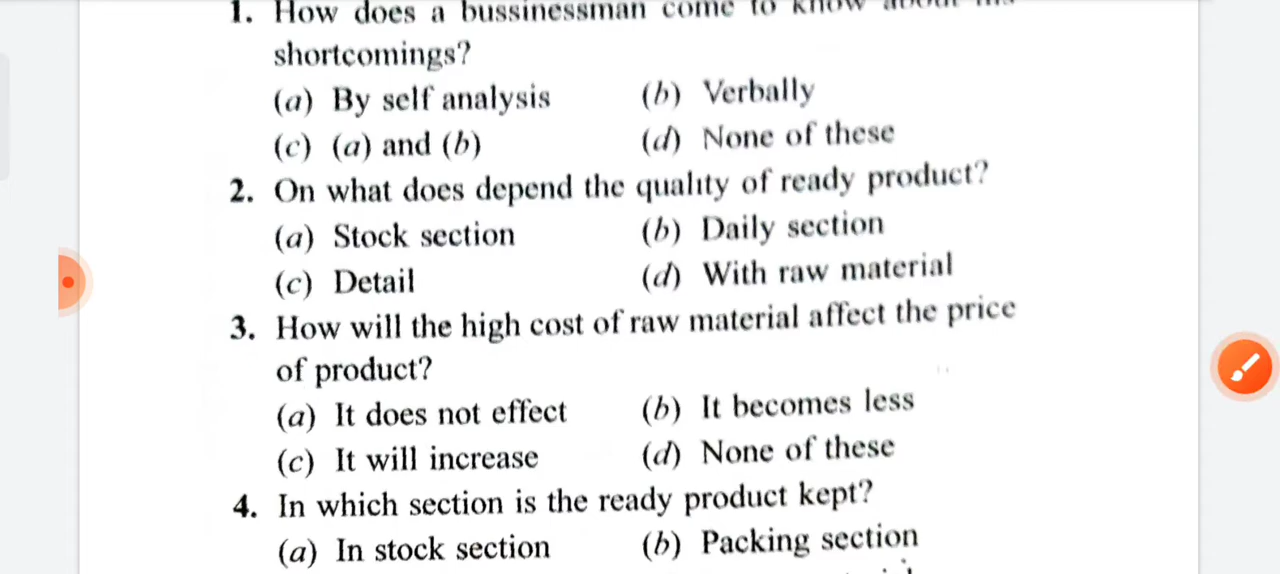 1. How does a bussinessman come to know about
shortcomings?
(a) By self analysis (b) Verbally
(c) (a) and (b) (d) None of these
2. On what does depend the quality of ready product?
(a) Stock section (b) Daily section
(c) Detail (d) With raw material
3. How will the high cost of raw material affect the price
of product?
(a) It does not effect (b) It becomes less
(c) It will increase (d) None of these
4. In which section is the ready product kept?
(a) In stock section (b) Packing section